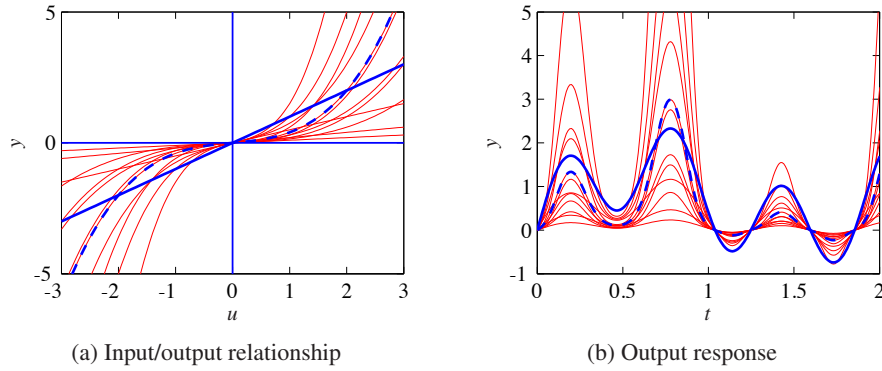 5
0
-5
y
-3 -2 -1 0 1 2 3
u
(a) Input/output relationship
5
4
3
2
1
0
-1
y
0 0.5 1 1.5 2
t
(b) Output response